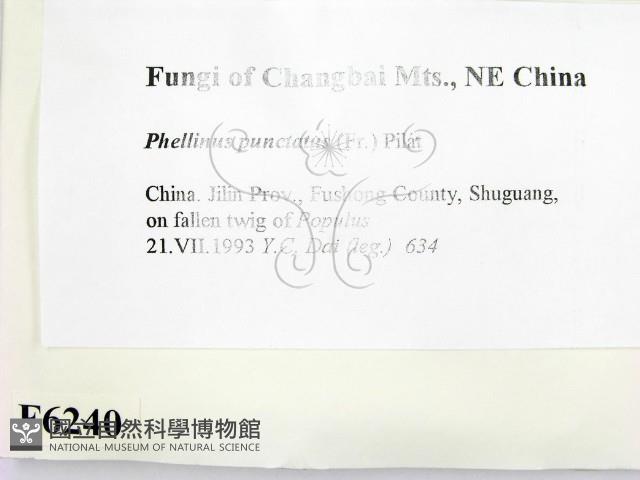 Fungi of Changbai Mts., NE China
Phellinus punctatus (Fr.) Pilát
China. Jilin Prov., Fushong County, Shuguang,
on fallen twig of Populus
21.VII.1993 Y.C. Dai (leg.) 634
F6240
國立自然科學博物館
NATIONAL MUSEUM OF NATURAL SCIENCE